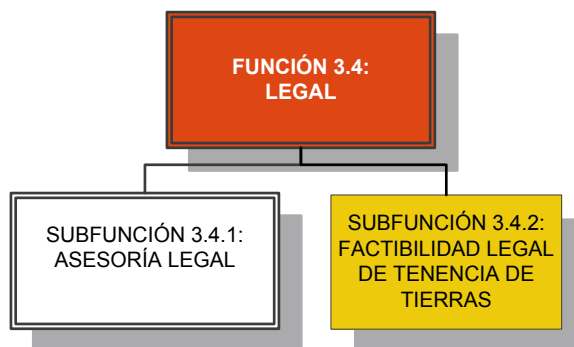 FUNCIÓN 3.4:
LEGAL
SUBFUNCIÓN 3.4.1:
ASESORÍA LEGAL
SUBFUNCIÓN 3.4.2:
FACTIBILIDAD LEGAL
DE TENENCIA DE
TIERRAS